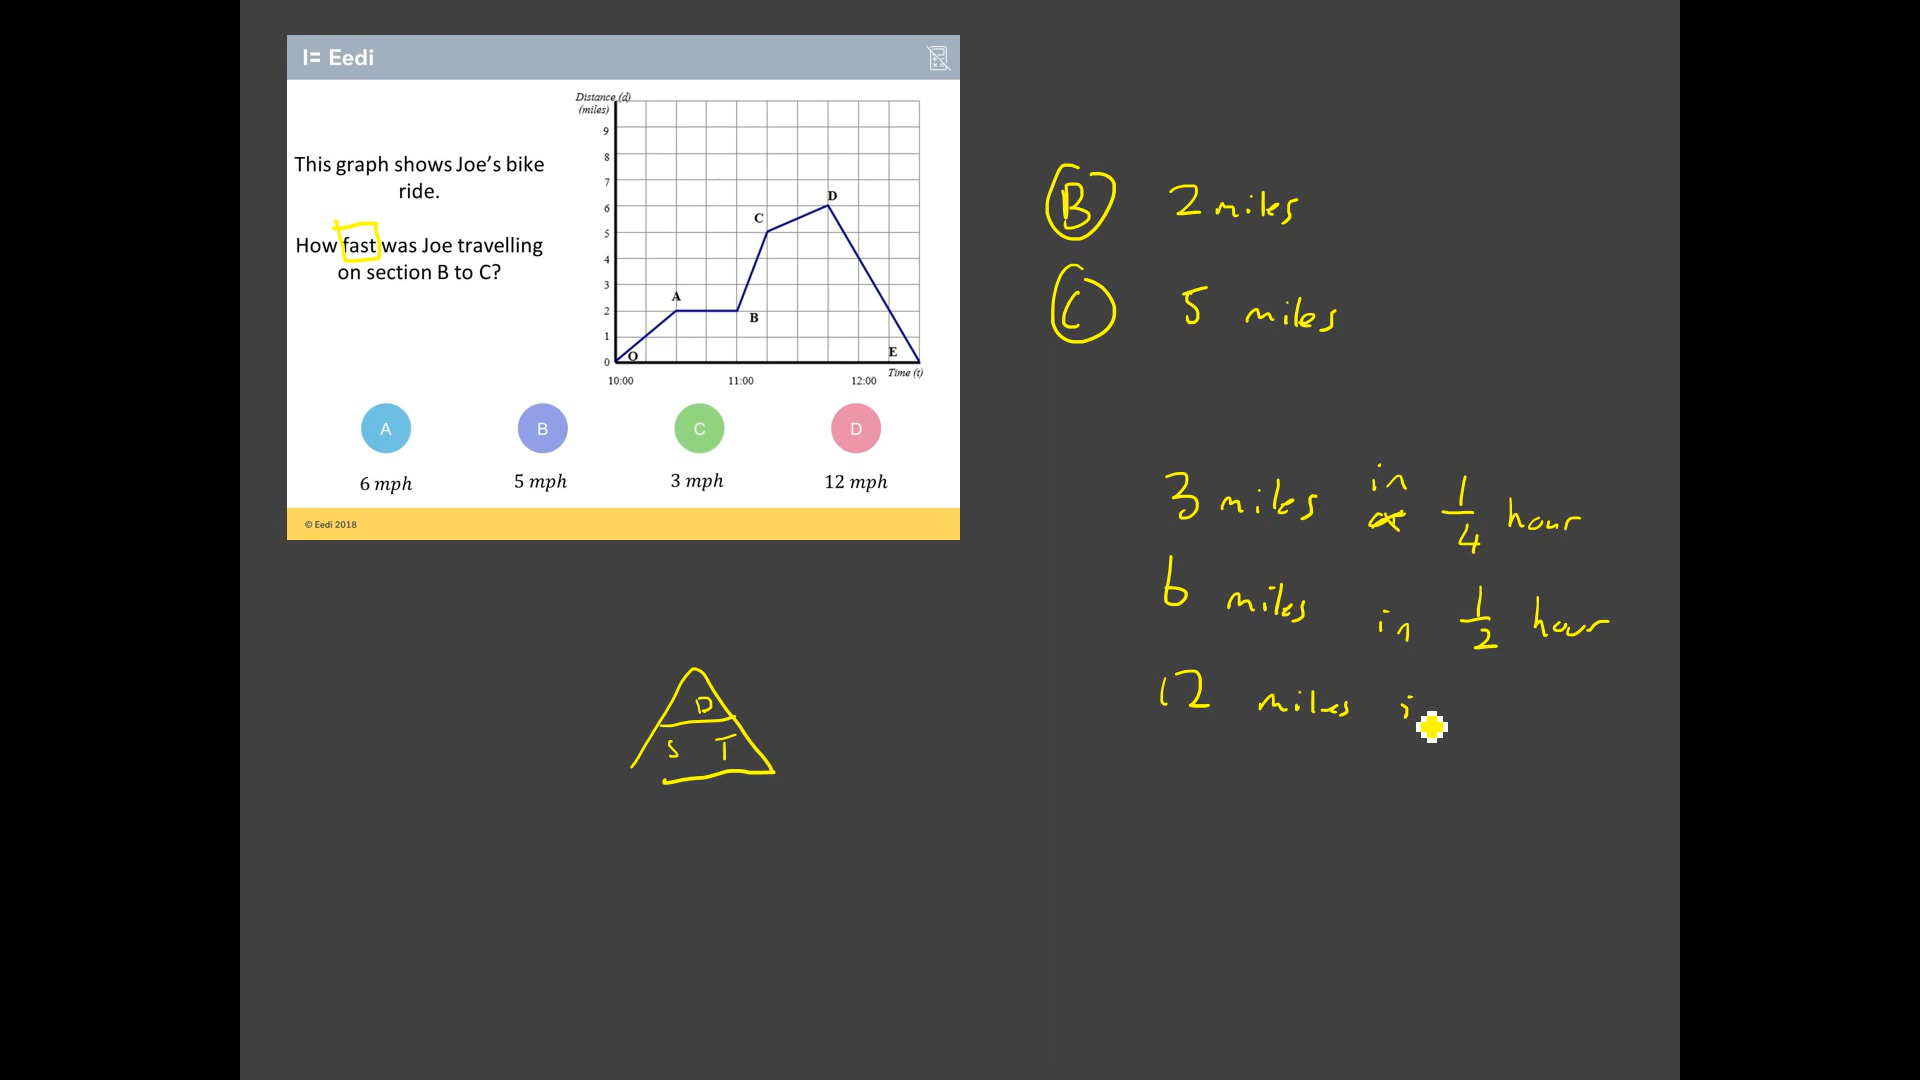 I= Eedi
This graph shows Joe's bike
ride.
How fast was Joe travelling
on section B to C?
Distance (d)
(miles)
9
8
7
6
5
4
3
2
1
0
O
A
B
C
D
E
10:00
11:00
12:00
Time (t)
A
B
C
D
6 mph
5 mph
3 mph
12 mph
© Eedi 2018
B 2 miles
C 5 miles
3 miles in 1/4 hour
6 miles in 1/2 hour
12 miles i
D
S T